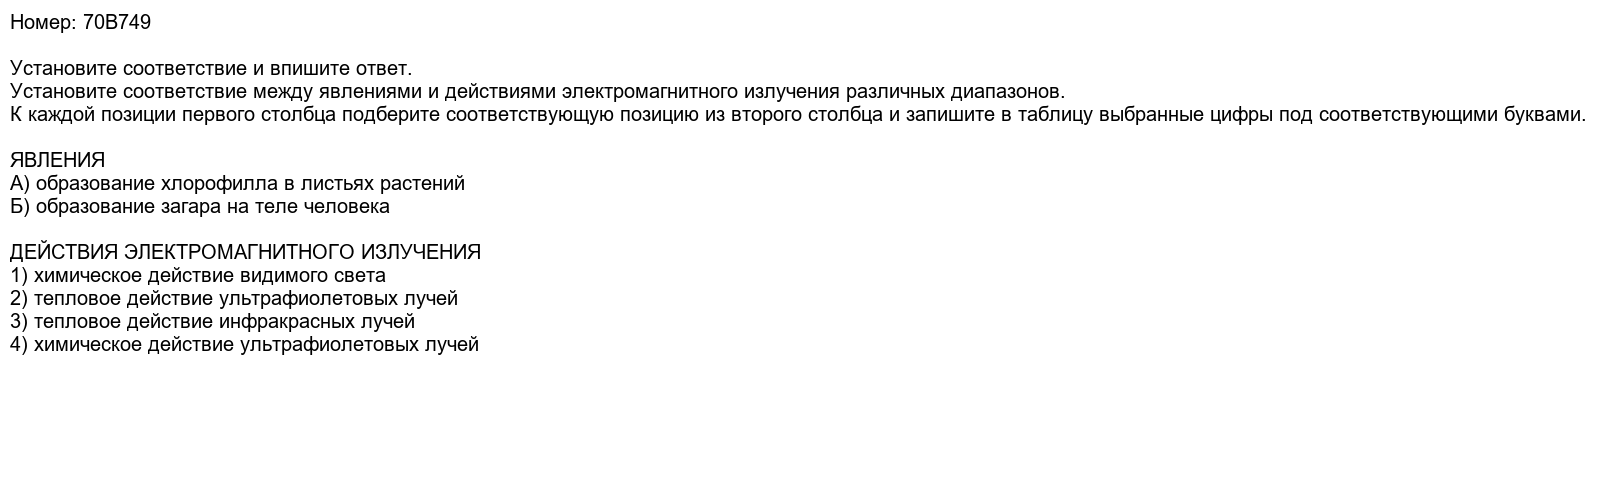 Номер: 70B749
Установите соответствие и впишите ответ.
Установите соответствие между явлениями и действиями электромагнитного излучения различных диапазонов.
К каждой позиции первого столбца подберите соответствующую позицию из второго столбца и запишите в таблицу выбранные цифры под соответствующими буквами.
ЯВЛЕНИЯ
А) образование хлорофилла в листьях растений
Б) образование загара на теле человека
ДЕЙСТВИЯ ЭЛЕКТРОМАГНИТНОГО ИЗЛУЧЕНИЯ
1) химическое действие видимого света
2) тепловое действие ультрафиолетовых лучей
3) тепловое действие инфракрасных лучей
4) химическое действие ультрафиолетовых лучей